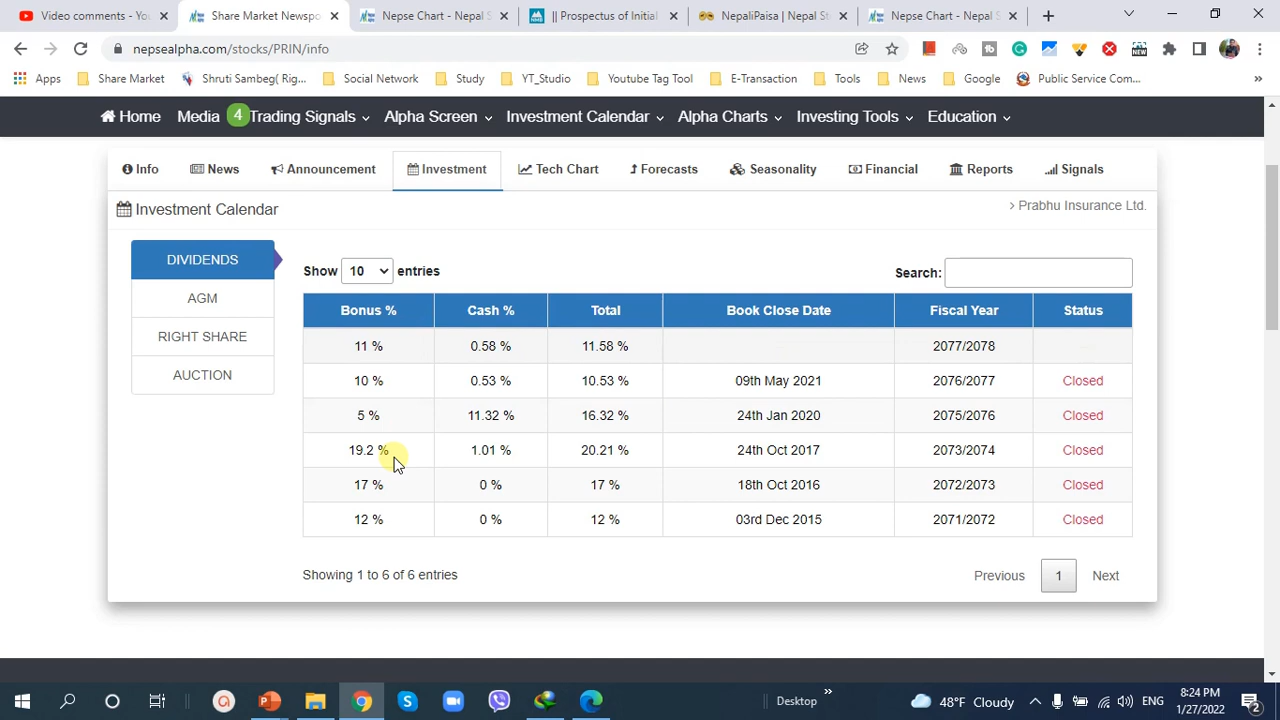 Video comments - You
Share Market Newspo
Nepse Chart - Nepal S
|| Prospectus of Initial
NepaliPaisa | Nepal St
Nepse Chart - Nepal S
nepsealpha.com/stocks/PRIN/info
Apps
Share Market
Shruti Sambeg( Rig...
Social Network
Study
YT_Studio
Youtube Tag Tool
E-Transaction
Tools
News
Google
Public Service Com...
»
Home
Media
4
Trading Signals
Alpha Screen
Investment Calendar
Alpha Charts
Investing Tools
Education
Info
News
Announcement
Investment
Tech Chart
Forecasts
Seasonality
Financial
Reports
Signals
Investment Calendar
> Prabhu Insurance Ltd.
DIVIDENDS
AGM
RIGHT SHARE
AUCTION
Show 10 entries
Search:
Bonus % Cash % Total Book Close Date Fiscal Year Status
11 % 0.58 % 11.58 % 2077/2078
10 % 0.53 % 10.53 % 09th May 2021 2076/2077 Closed
5 % 11.32 % 16.32 % 24th Jan 2020 2075/2076 Closed
19.2 % 1.01 % 20.21 % 24th Oct 2017 2073/2074 Closed
17 % 0 % 17 % 18th Oct 2016 2072/2073 Closed
12 % 0 % 12 % 03rd Dec 2015 2071/2072 Closed
Showing 1 to 6 of 6 entries
Previous 1 Next
Desktop »
48°F Cloudy
ENG
8:24 PM
1/27/2022
2